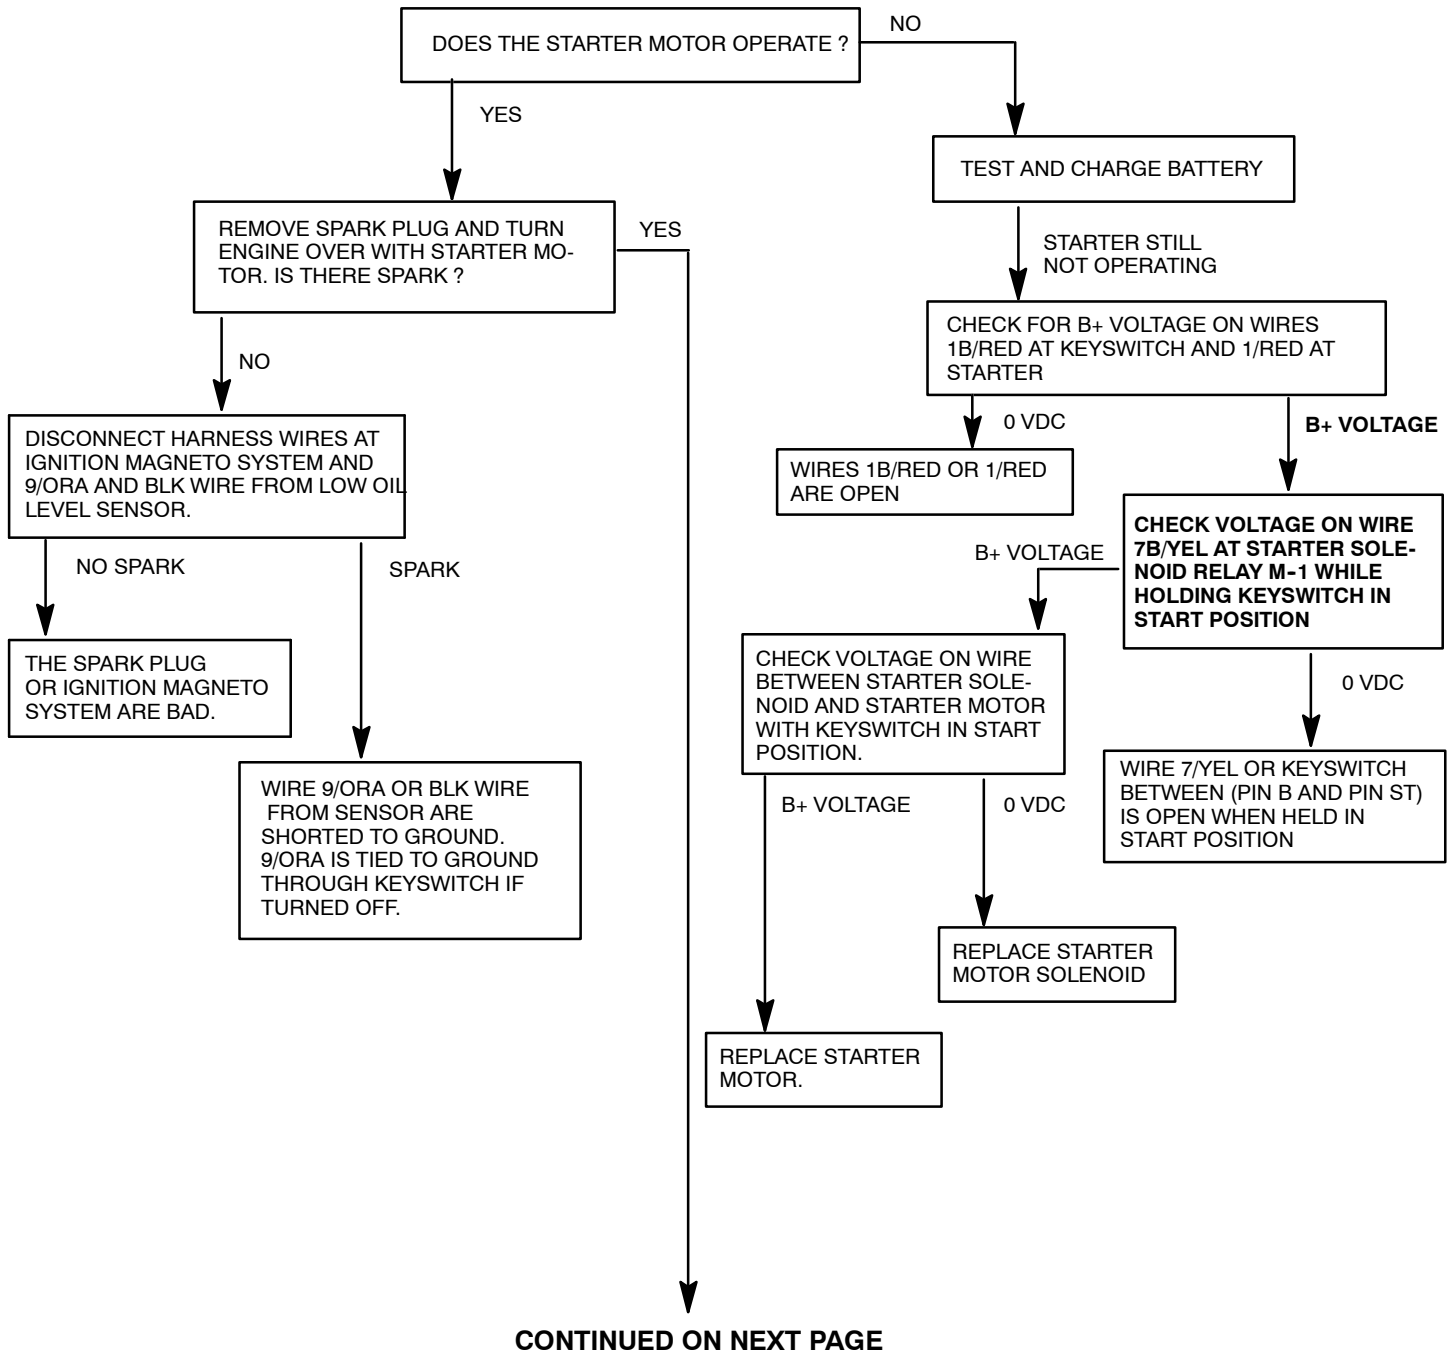 DOES THE STARTER MOTOR OPERATE ?
NO
YES
TEST AND CHARGE BATTERY
REMOVE SPARK PLUG AND TURN
ENGINE OVER WITH STARTER MO-
TOR. IS THERE SPARK ?
YES
STARTER STILL
NOT OPERATING
CHECK FOR B+ VOLTAGE ON WIRES
1B/RED AT KEYSWITCH AND 1/RED AT
STARTER
NO
0 VDC
B+ VOLTAGE
DISCONNECT HARNESS WIRES AT
IGNITION MAGNETO SYSTEM AND
9/ORA AND BLK WIRE FROM LOW OIL
LEVEL SENSOR.
WIRES 1B/RED OR 1/RED
ARE OPEN
CHECK VOLTAGE ON WIRE
7B/YEL AT STARTER SOLE-
NOID RELAY M-1 WHILE
HOLDING KEYSWITCH IN
START POSITION
B+ VOLTAGE
NO SPARK
SPARK
THE SPARK PLUG
OR IGNITION MAGNETO
SYSTEM ARE BAD.
CHECK VOLTAGE ON WIRE
BETWEEN STARTER SOLE-
NOID AND STARTER MOTOR
WITH KEYSWITCH IN START
POSITION.
0 VDC
WIRE 9/ORA OR BLK WIRE
FROM SENSOR ARE
SHORTED TO GROUND.
9/ORA IS TIED TO GROUND
THROUGH KEYSWITCH IF
TURNED OFF.
B+ VOLTAGE
0 VDC
WIRE 7/YEL OR KEYSWITCH
BETWEEN (PIN B AND PIN ST)
IS OPEN WHEN HELD IN
START POSITION
REPLACE STARTER
MOTOR SOLENOID
REPLACE STARTER
MOTOR.
CONTINUED ON NEXT PAGE